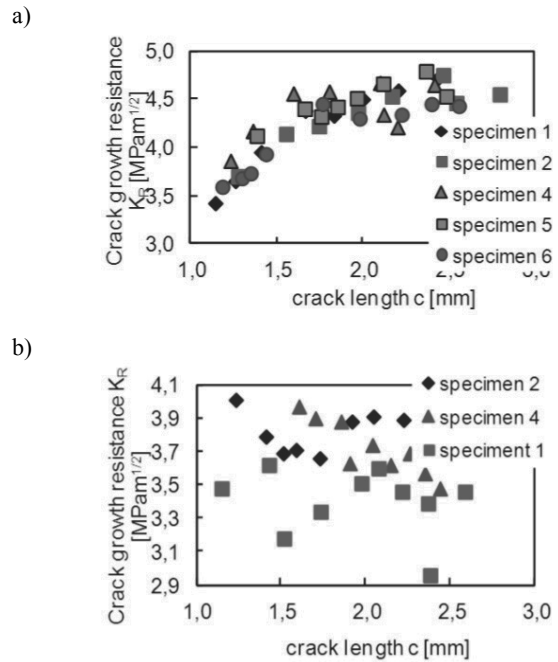 a)
Crack growth resistance
K_R [MPam^1/2]
5,0
4,5
4,0
3,5
3,0
1,0 1,5 2,0 2,5 3,0
crack length c [mm]
specimen 1
specimen 2
specimen 4
specimen 5
specimen 6
b)
Crack growth resistance K_R
[MPam^1/2]
4,1
3,9
3,7
3,5
3,3
3,1
2,9
1,0 1,5 2,0 2,5 3,0
crack length c [mm]
specimen 2
specimen 4
speciment 1